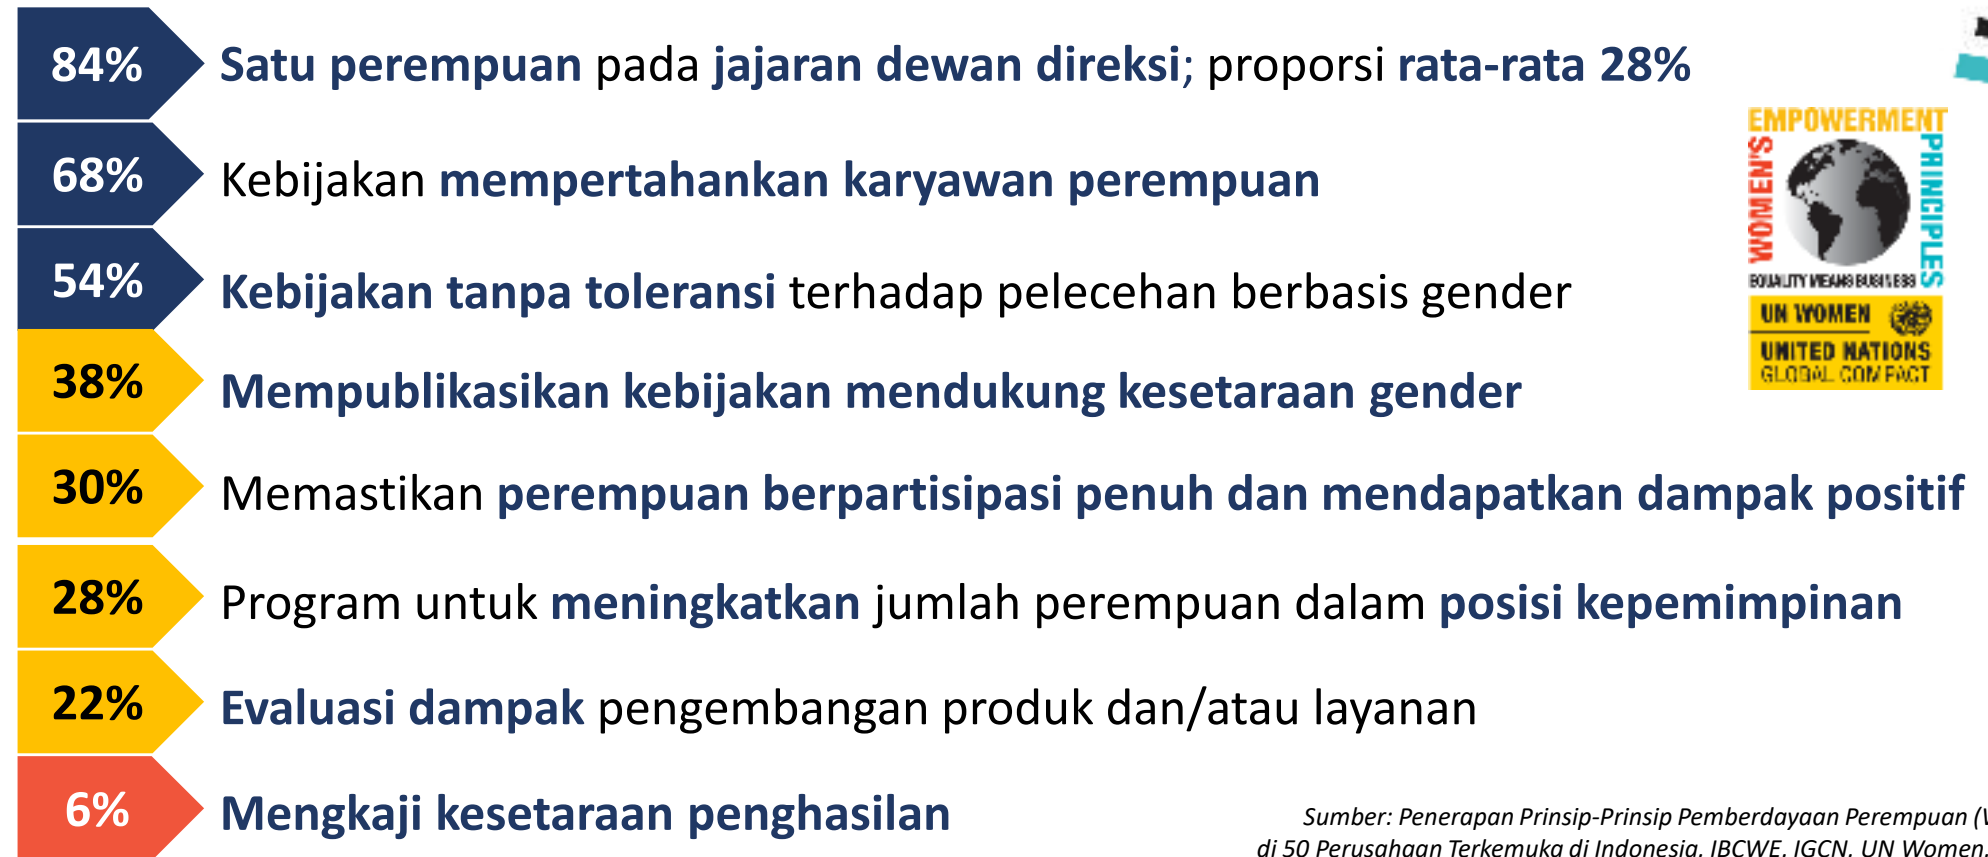 84%
Satu perempuan pada jajaran dewan direksi; proporsi rata-rata 28%
68%
Kebijakan mempertahankan karyawan perempuan
54%
Kebijakan tanpa toleransi terhadap pelecehan berbasis gender
38%
Mempublikasikan kebijakan mendukung kesetaraan gender
30%
Memastikan perempuan berpartisipasi penuh dan mendapatkan dampak positif
28%
Program untuk meningkatkan jumlah perempuan dalam posisi kepemimpinan
22%
Evaluasi dampak pengembangan produk dan/atau layanan
6%
Mengkaji kesetaraan penghasilan
WOMEN'S
EMPOWERMENT
PRINCIPLES
EQUALITY MEANS BUSINESS
UN WOMEN
UNITED NATIONS
GLOBAL COMPACT
Sumber: Penerapan Prinsip-Prinsip Pemberdayaan Perempuan (
di 50 Perusahaan Terkemuka di Indonesia, IBCWE, IGCN, UN Women,